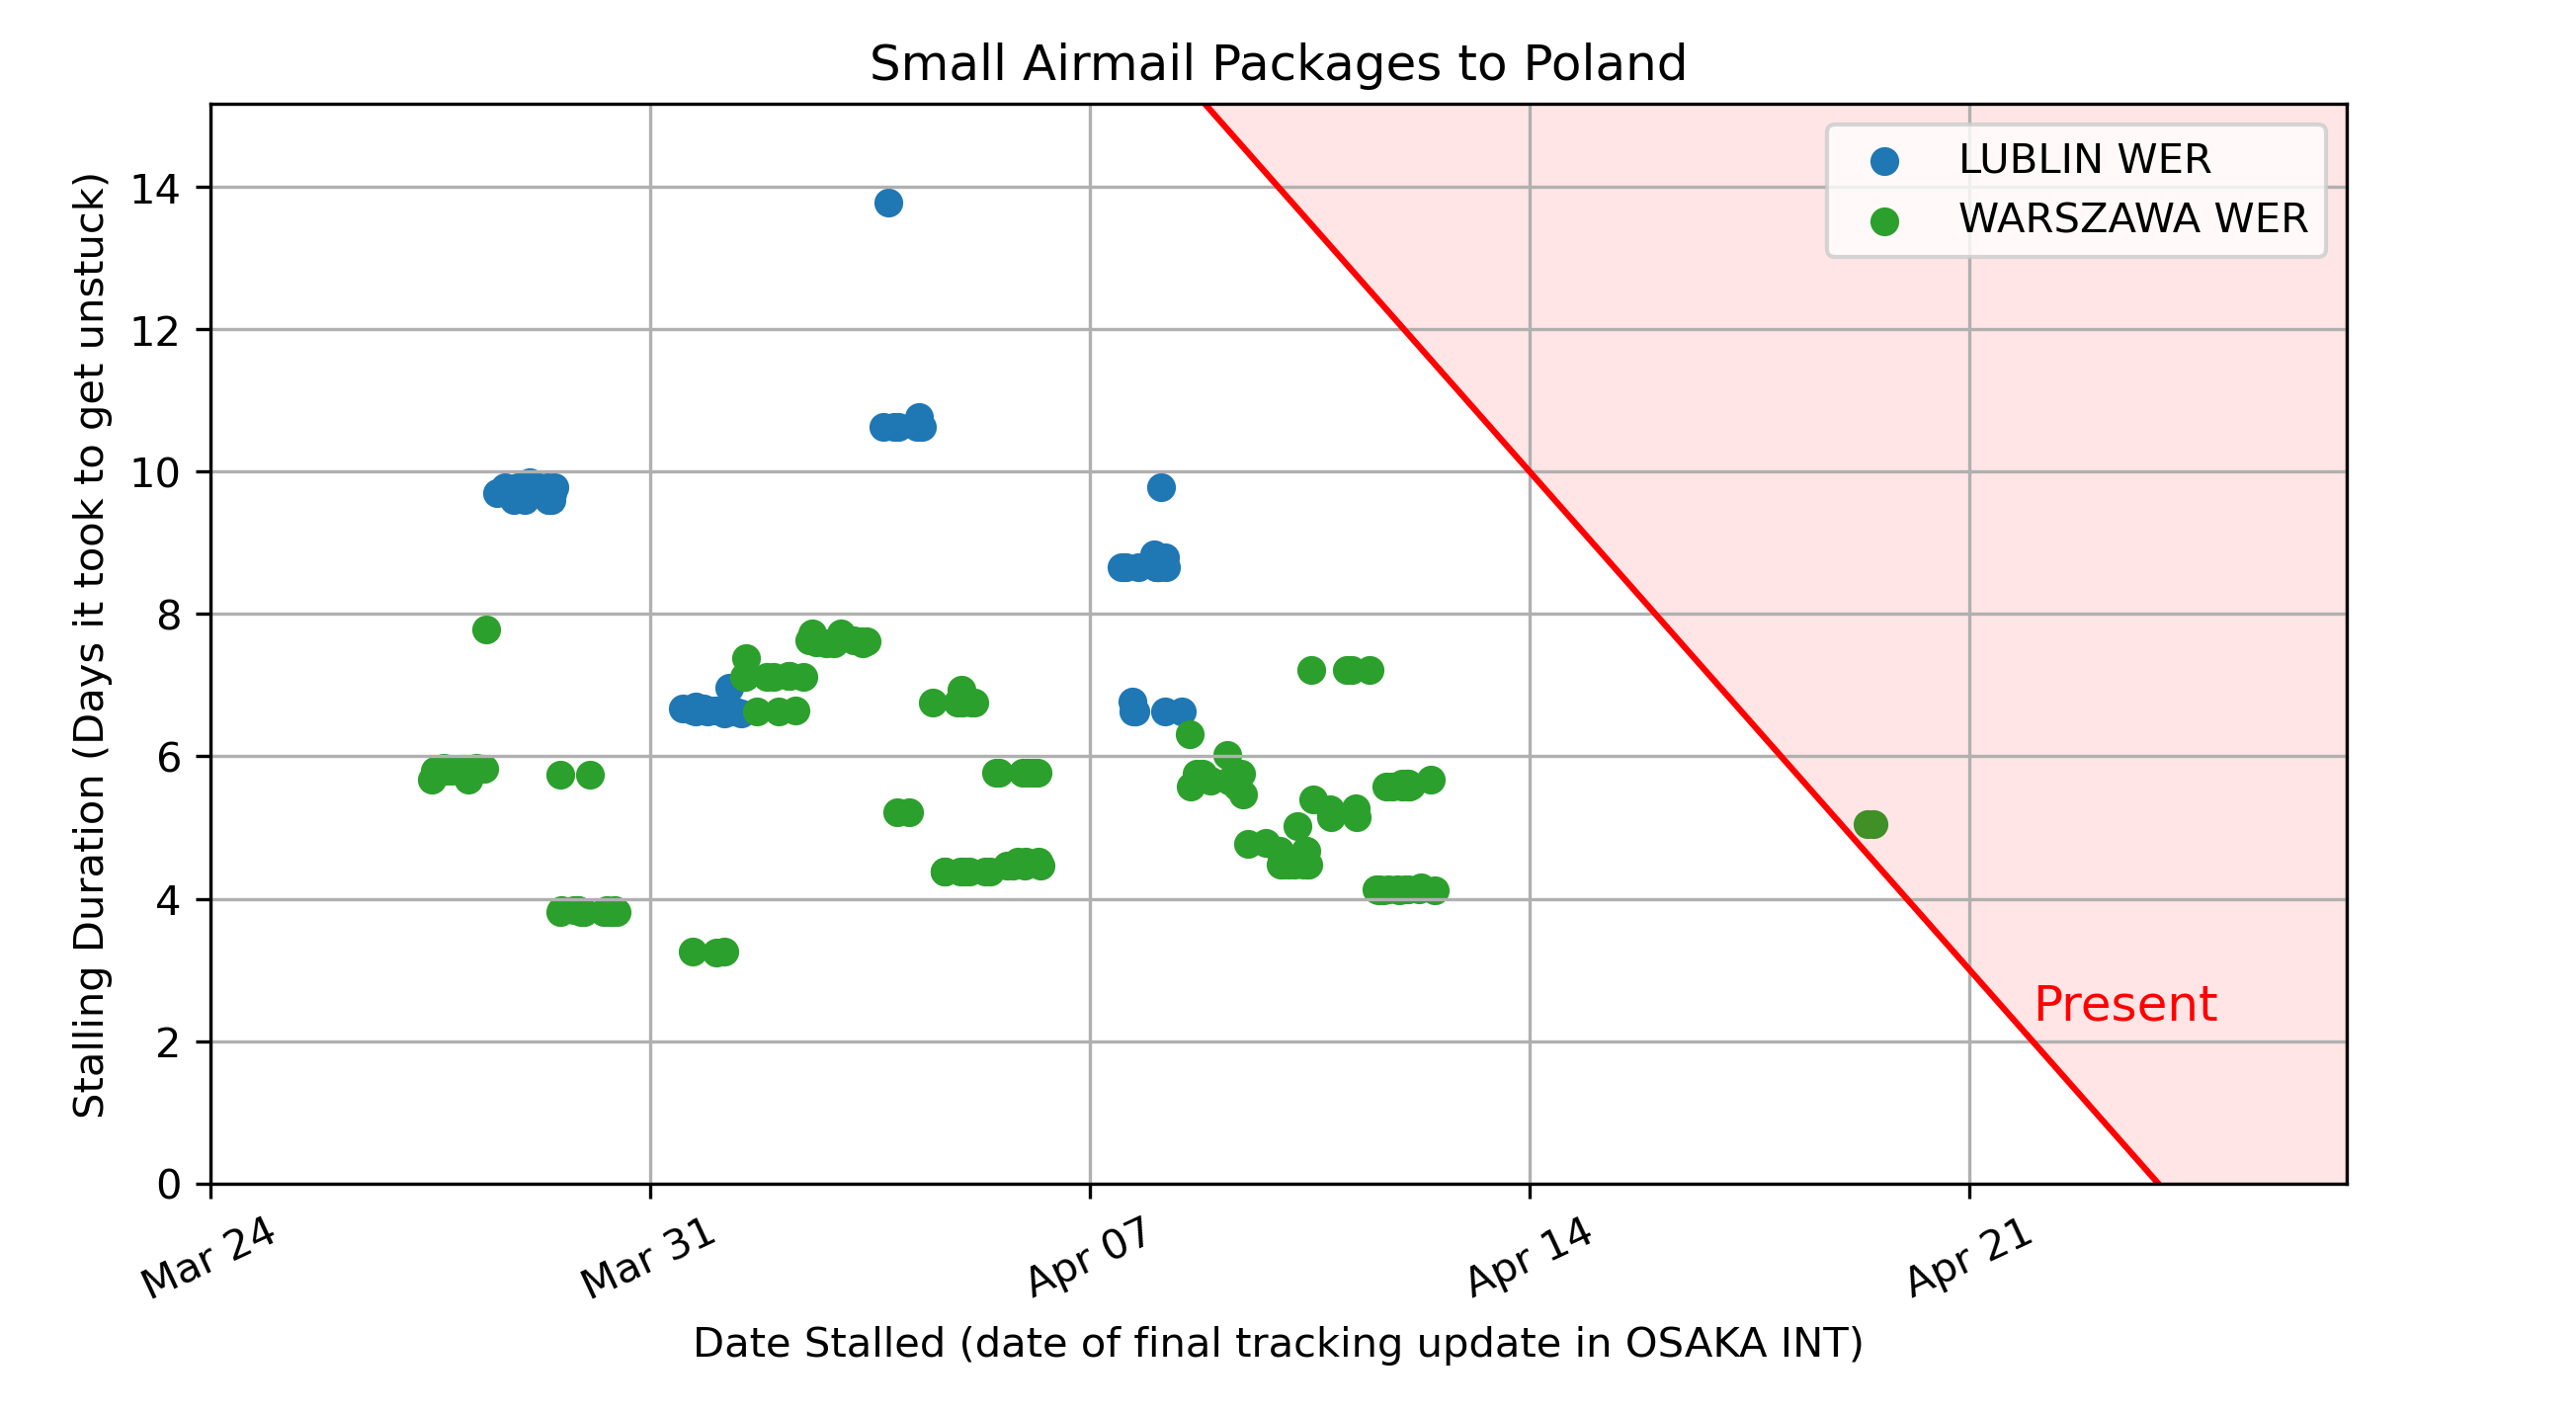 Small Airmail Packages to Poland
Stalling Duration (Days it took to get unstuck)
14
12
10
8
6
4
2
0
LUBLIN WER
WARSZAWA WER
Present
Mar 24
Mar 31
Apr 07
Apr 14
Apr 21
Date Stalled (date of final tracking update in OSAKA INT)